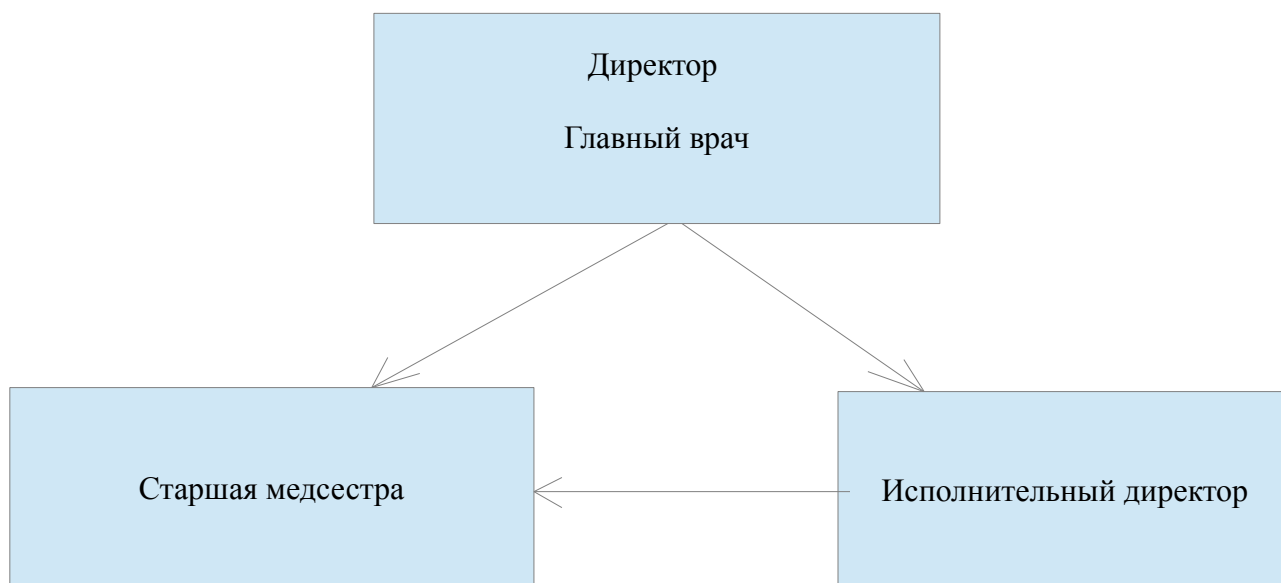 Директор
Главный врач
Старшая медсестра
Исполнительный директор